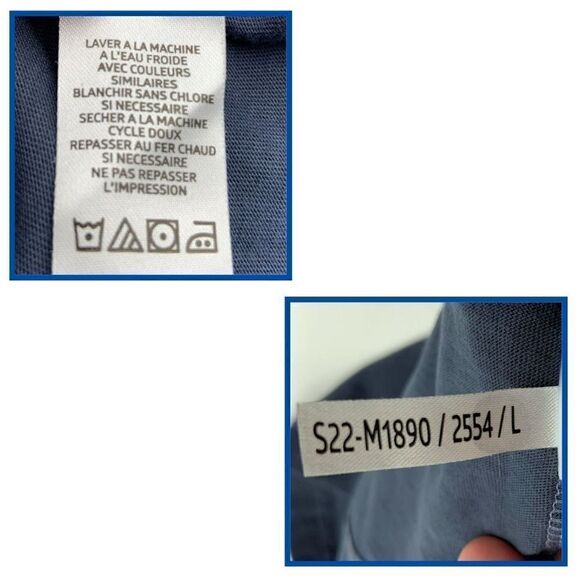 LAVER A LA MACHINE
A L'EAU FROIDE
AVEC COULEURS
SIMILAIRES
BLANCHIR SANS CHLORE
SI NECESSAIRE
SECHER A LA MACHINE
CYCLE DOUX
REPASSER AU FER CHAUD
SI NECESSAIRE
NE PAS REPASSER
L'IMPRESSION
S22-M1890 / 2554 / L